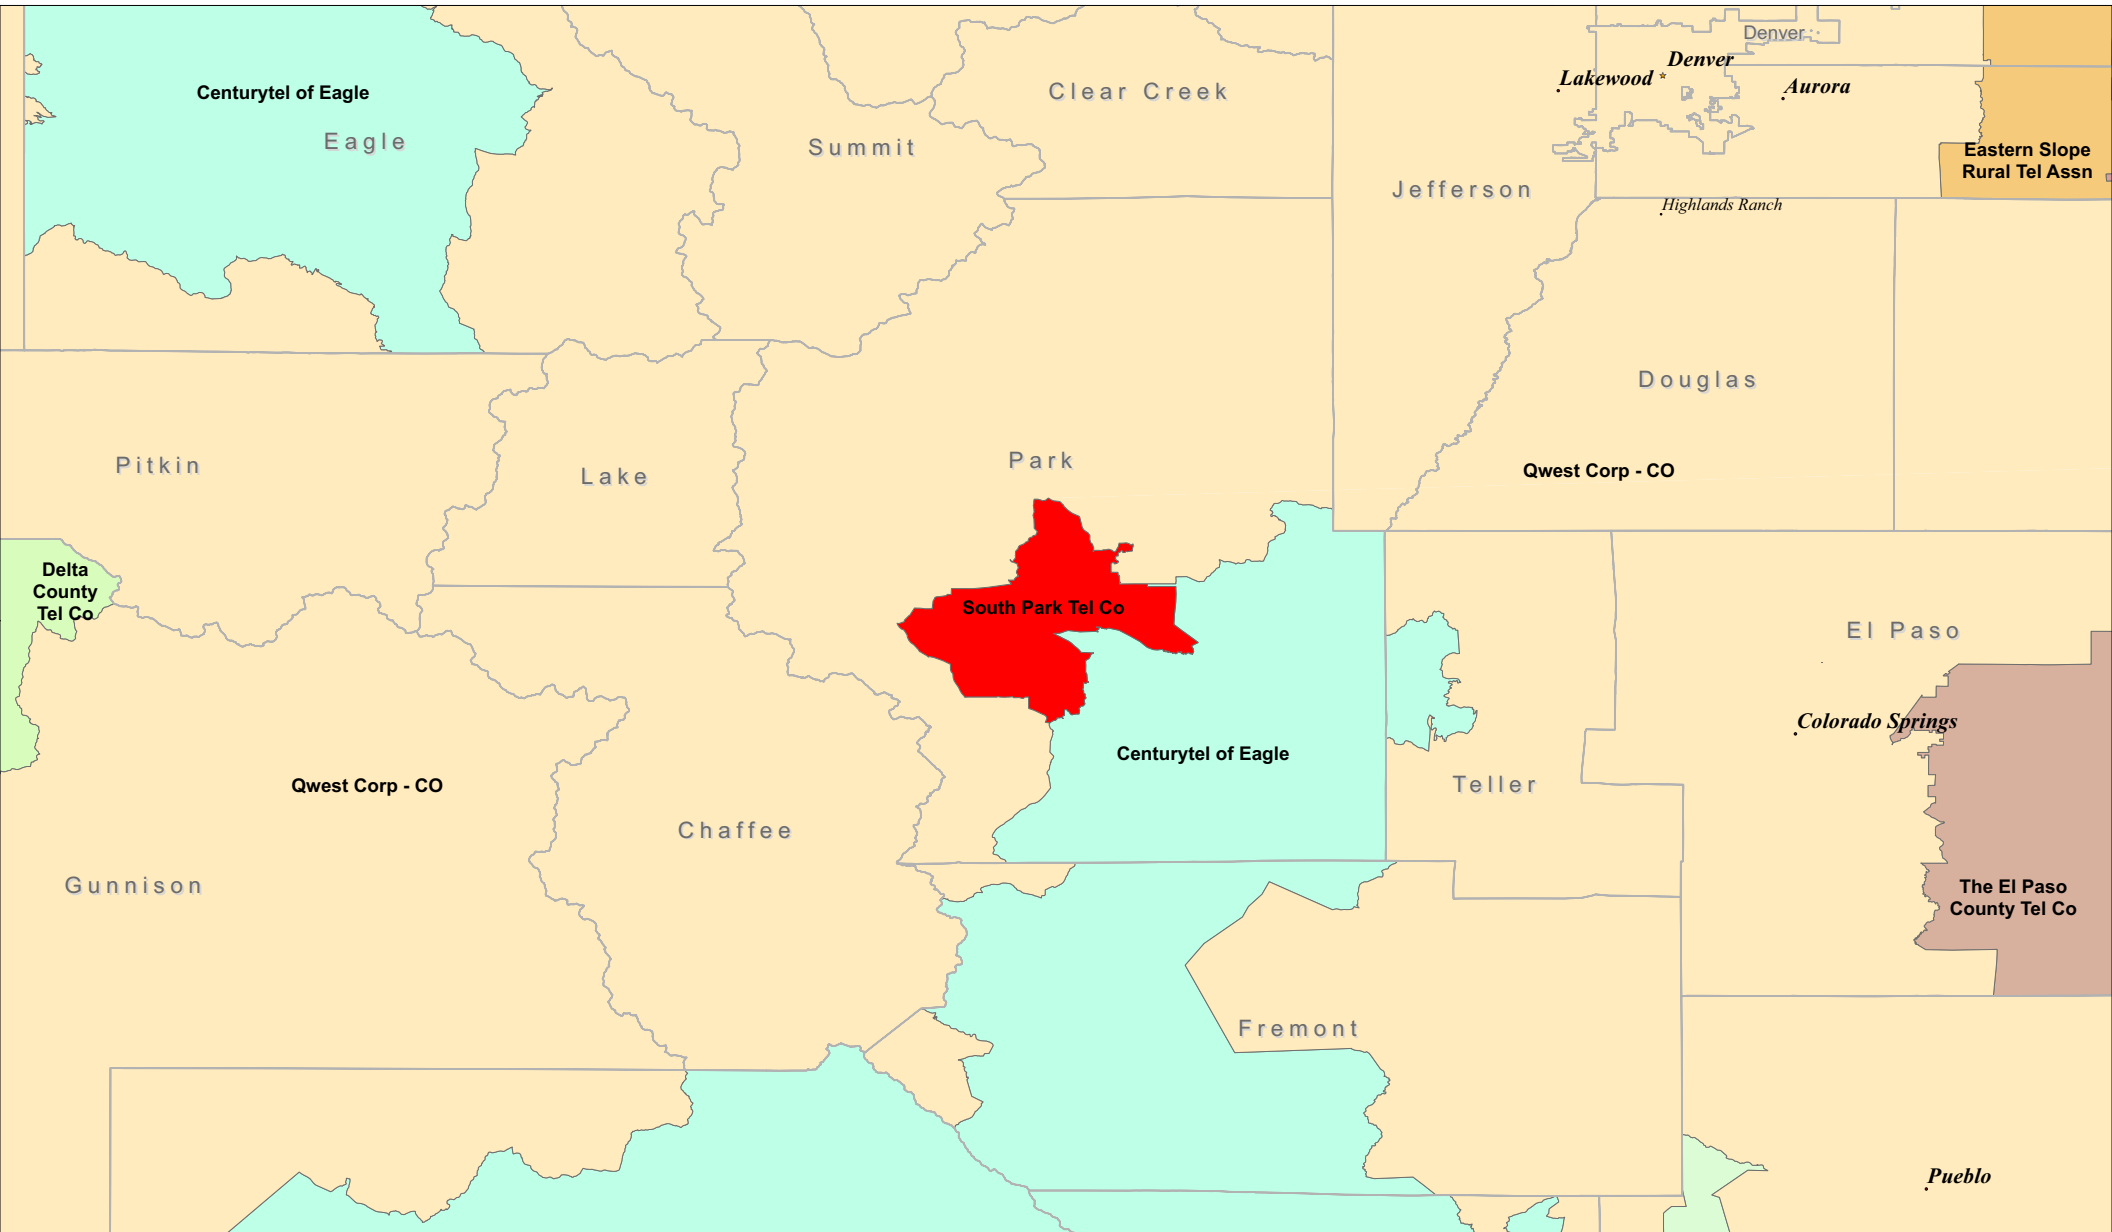 Denver
Denver
Lakewood
Aurora
Centurytel of Eagle
Clear Creek
Eagle
Summit
Eastern Slope
Rural Tel Assn
Jefferson
Highlands Ranch
Douglas
Pitkin
Lake
Park
Qwest Corp - CO
Delta
County
Tel Co
South Park Tel Co
El Paso
Colorado Springs
Centurytel of Eagle
Qwest Corp - CO
Teller
Chaffee
Gunnison
The El Paso
County Tel Co
Fremont
Pueblo